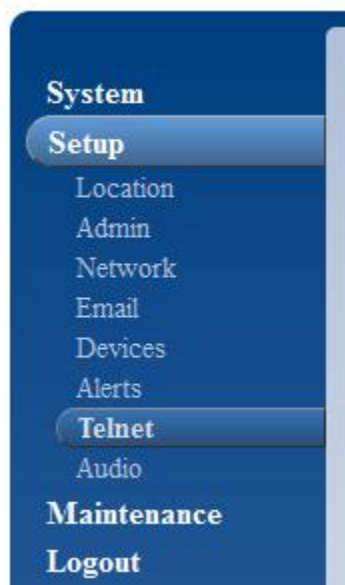 System
Setup
Location
Admin
Network
Email
Devices
Alerts
Telnet
Audio
Maintenance
Logout